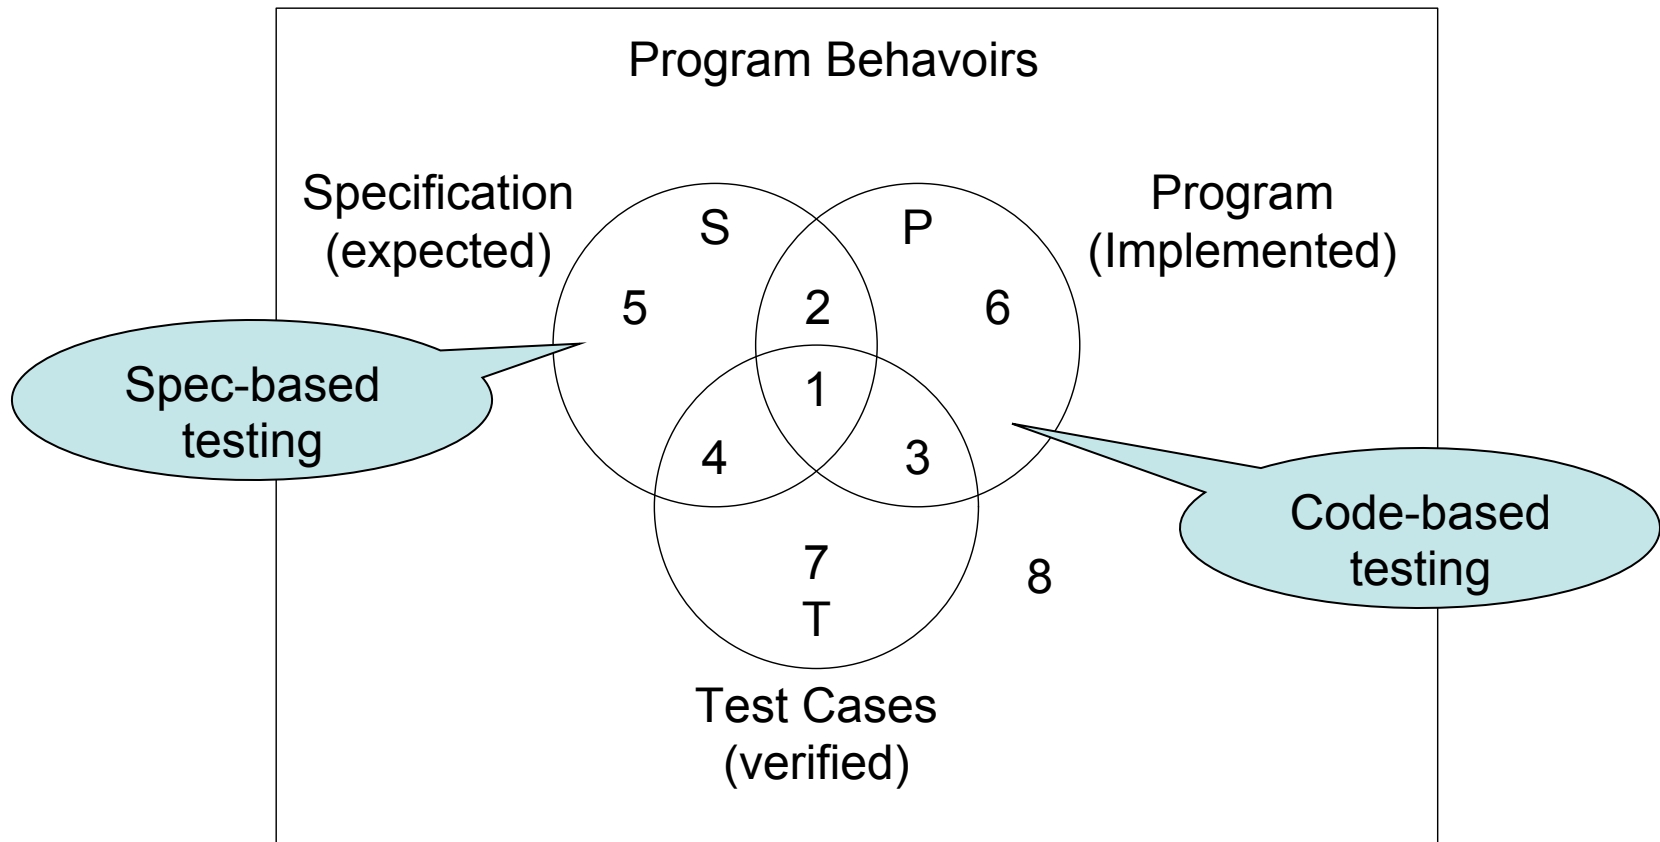 Program Behavoirs
Specification
(expected)
S
P
Program
(Implemented)
5
2
6
Spec-based
testing
1
4
3
Code-based
testing
7
8
T
Test Cases
(verified)